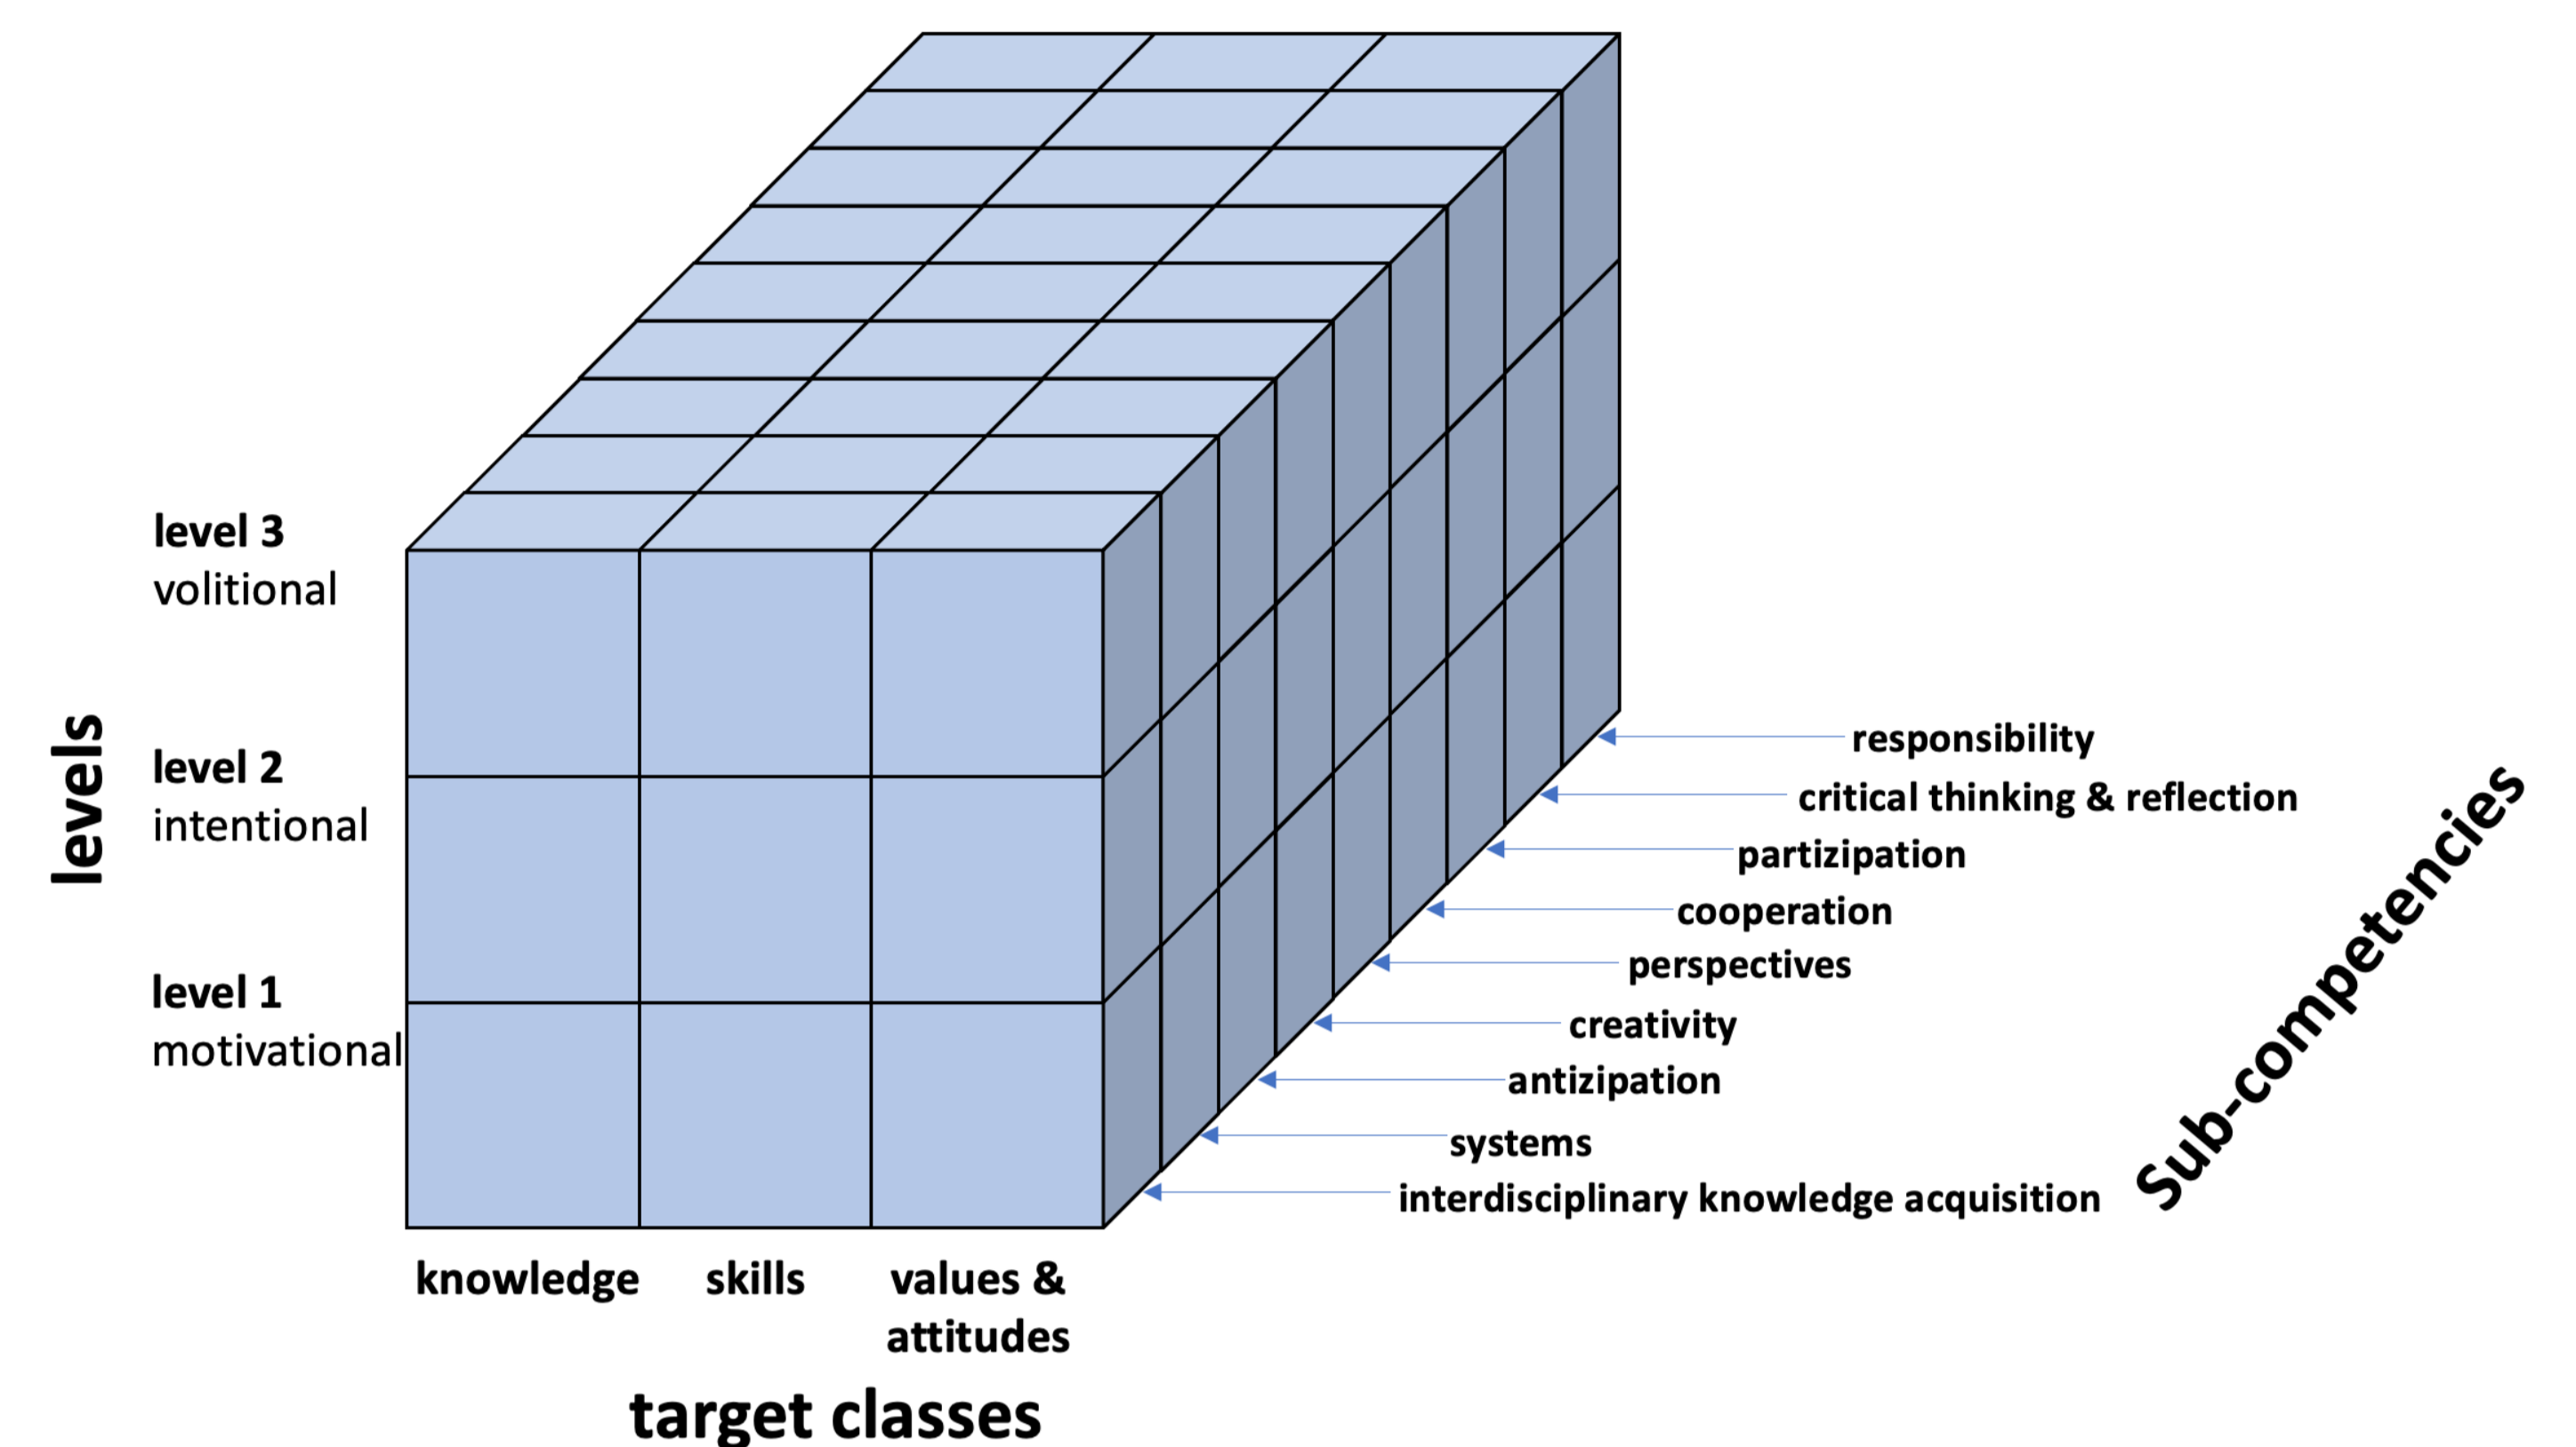 level 3
volitional
levels
level 2
intentional
level 1
motivational
responsibility
critical thinking & reflection
partizipation
cooperation
perspectives
creativity
antizipation
systems
interdisciplinary knowledge acquisition
Sub-competencies
knowledge
skills
values &
attitudes
target classes